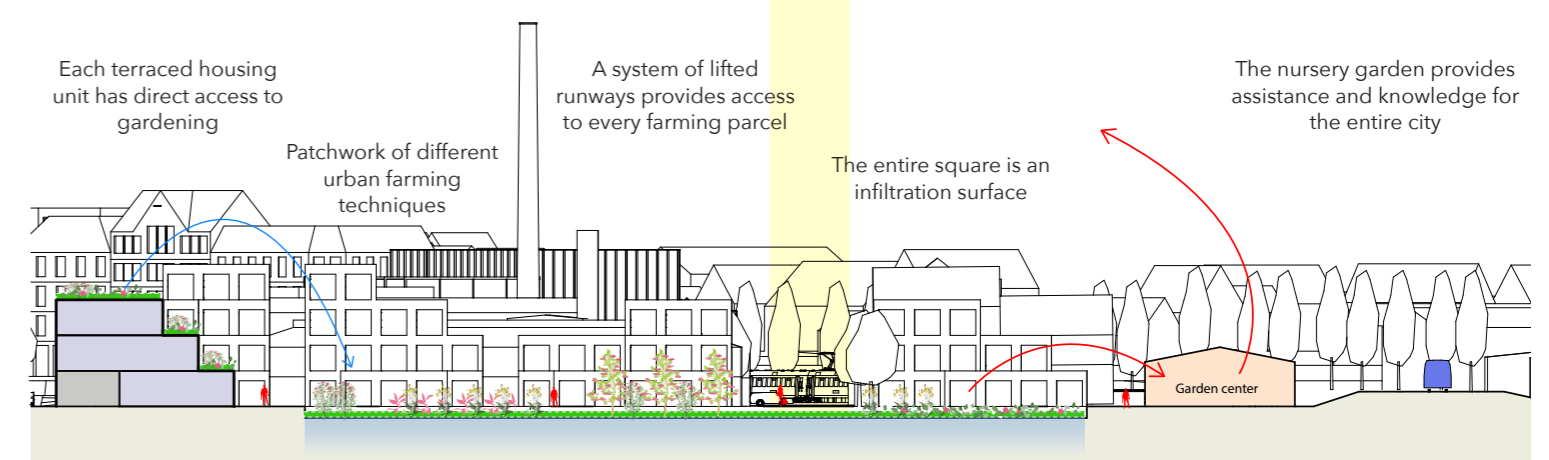 Each terraced housing
unit has direct access to
gardening
Patchwork of different
urban farming
techniques
A system of lifted
runways provides access
to every farming parcel
The entire square is an
infiltration surface
The nursery garden provides
assistance and knowledge for
the entire city
Garden center